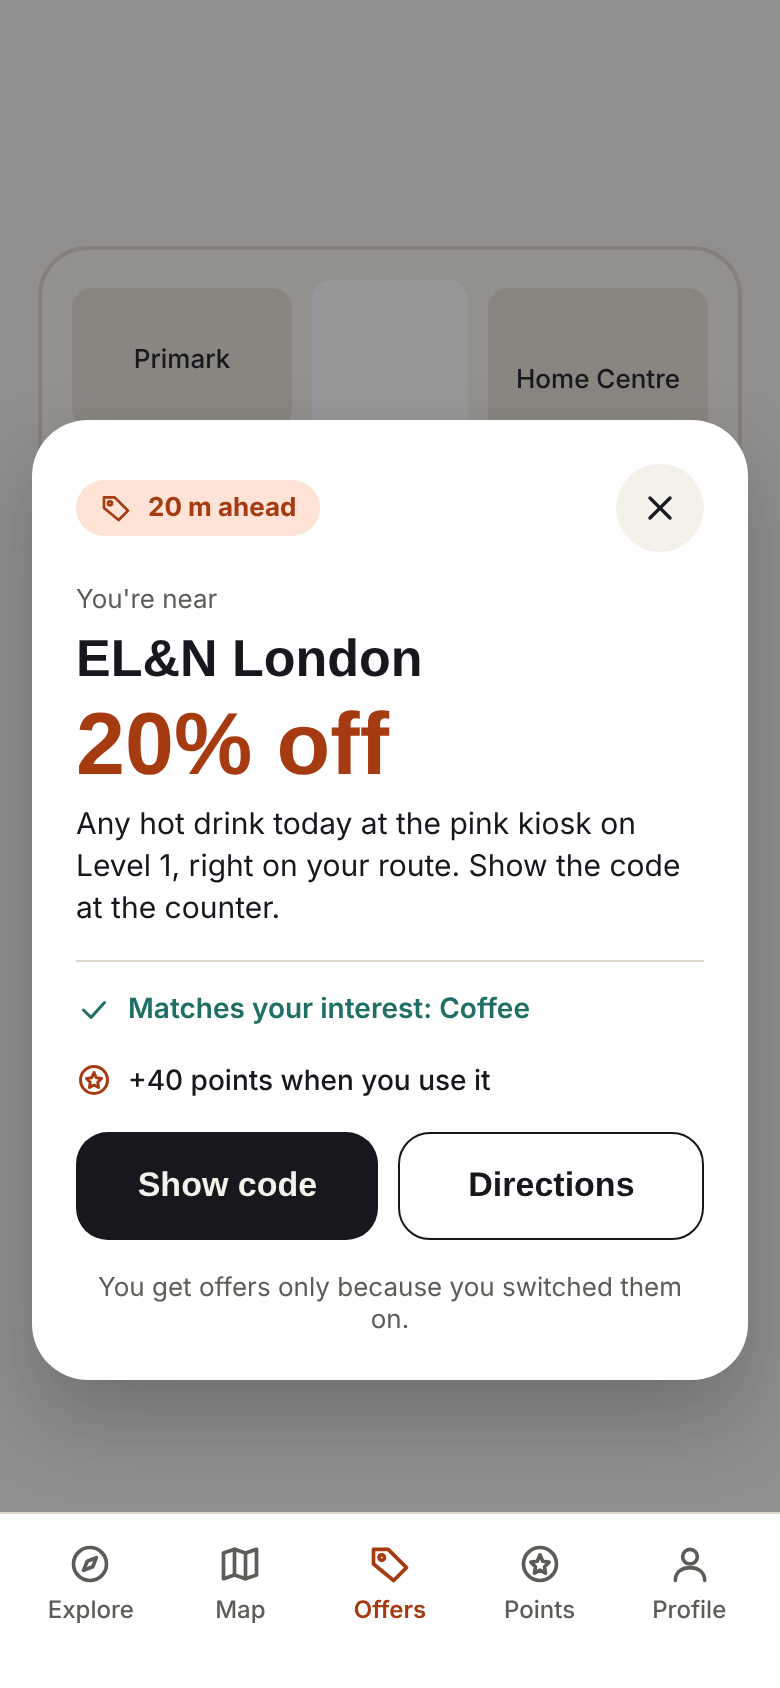 Primark
Home Centre
20 m ahead
You're near
EL&N London
20% off
Any hot drink today at the pink kiosk on
Level 1, right on your route. Show the code
at the counter.
Matches your interest: Coffee
+40 points when you use it
Show code
Directions
You get offers only because you switched them
on.
Explore
Map
Offers
Points
Profile